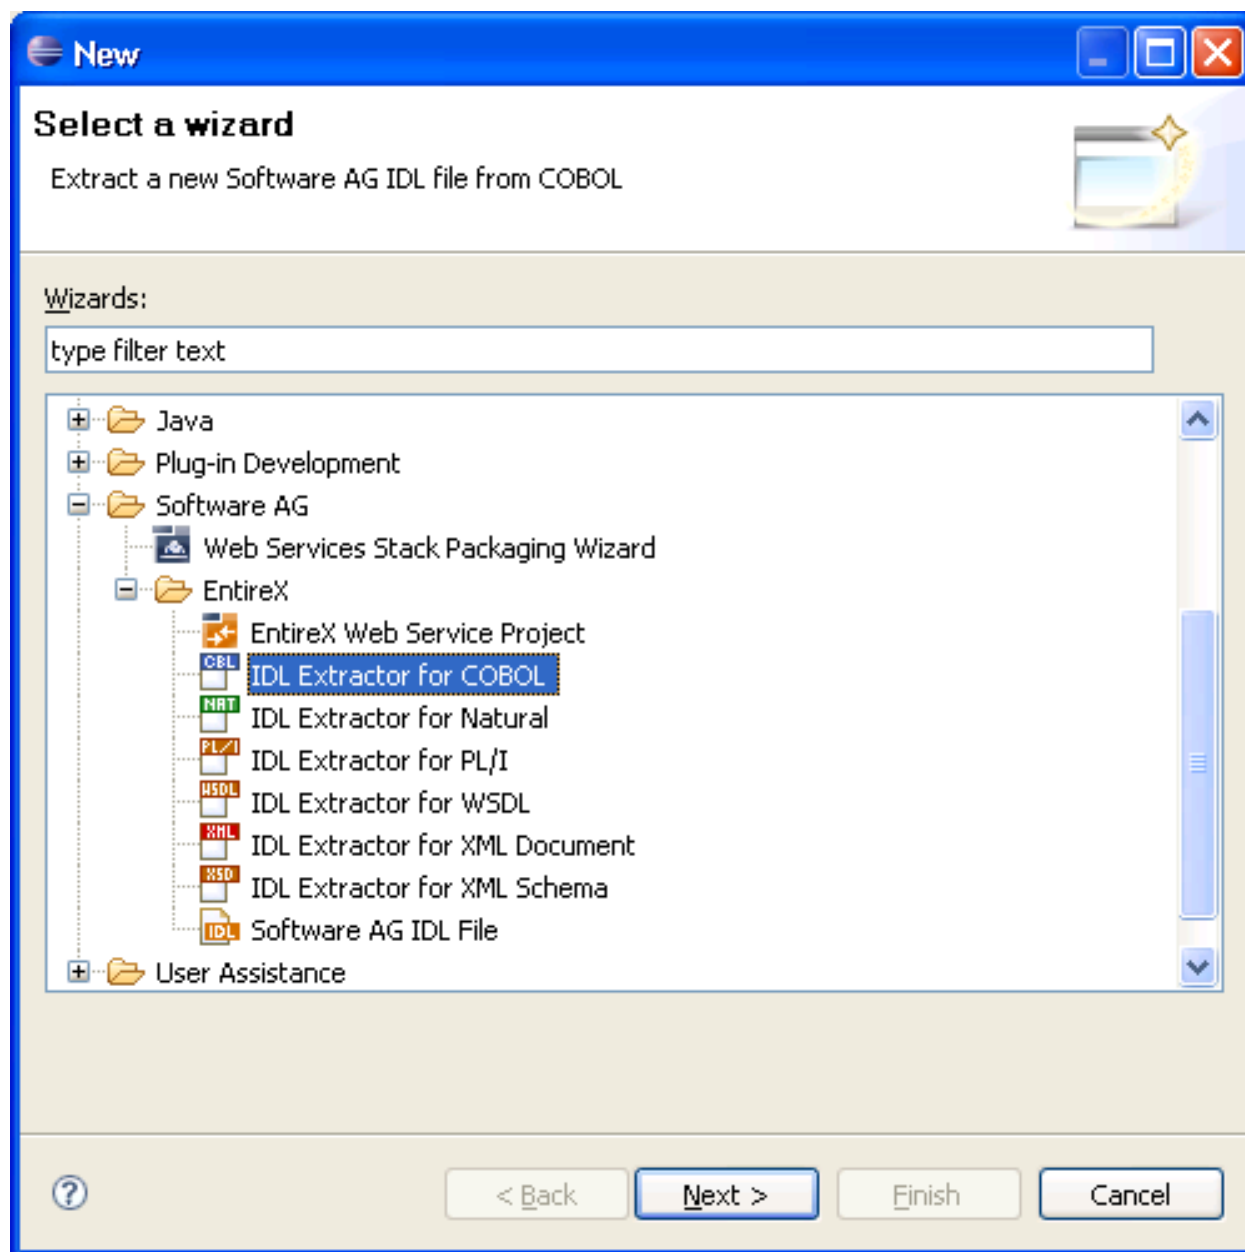 New
Select a wizard
Extract a new Software AG IDL file from COBOL
Wizards:
type filter text
Java
Plug-in Development
Software AG
Web Services Stack Packaging Wizard
EntireX
EntireX Web Service Project
CBL IDL Extractor for COBOL
NAT IDL Extractor for Natural
PL/I IDL Extractor for PL/I
WSDL IDL Extractor for WSDL
XML IDL Extractor for XML Document
XSD IDL Extractor for XML Schema
IDL Software AG IDL File
User Assistance
? < Back Next > Finish Cancel